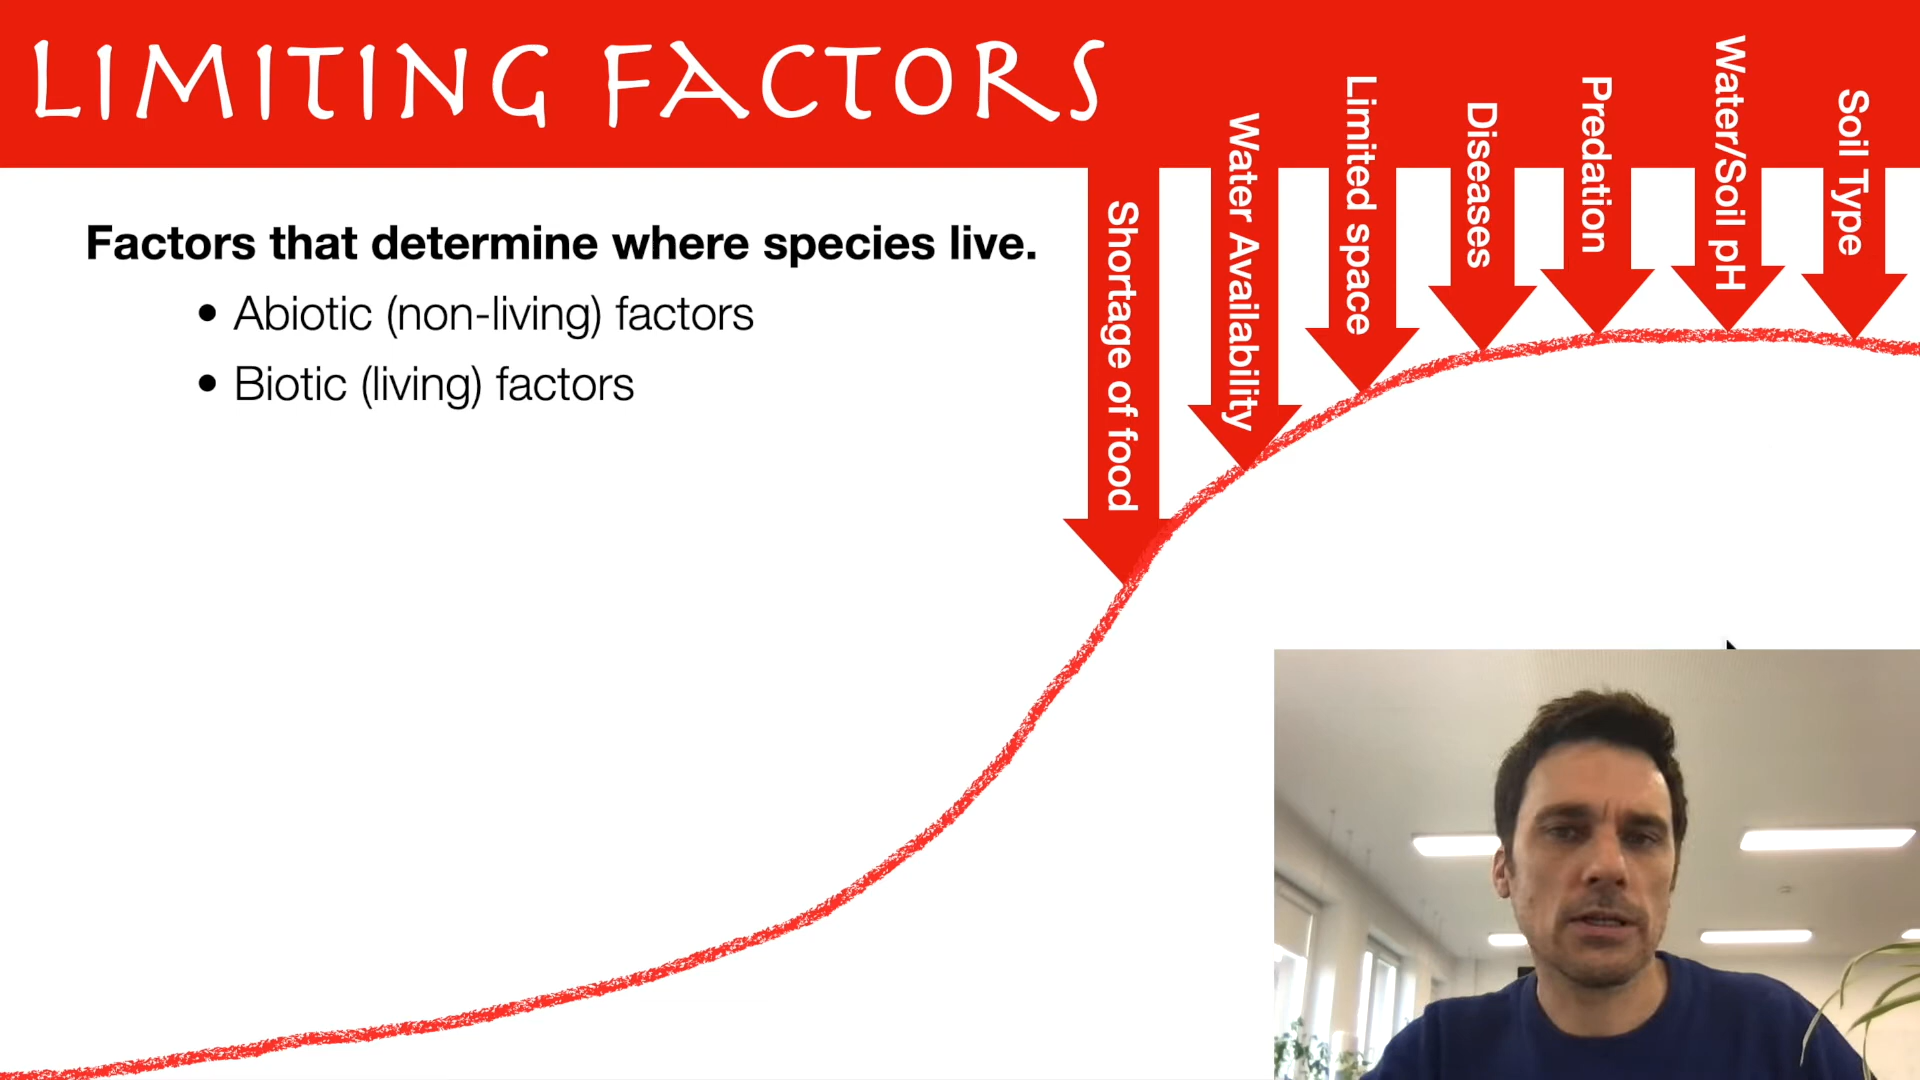 LIMITING FACTORS
Factors that determine where species live.
• Abiotic (non-living) factors
• Biotic (living) factors
Shortage of food
Water Availability
Limited space
Diseases
Predation
Water/Soil pH
Soil Type